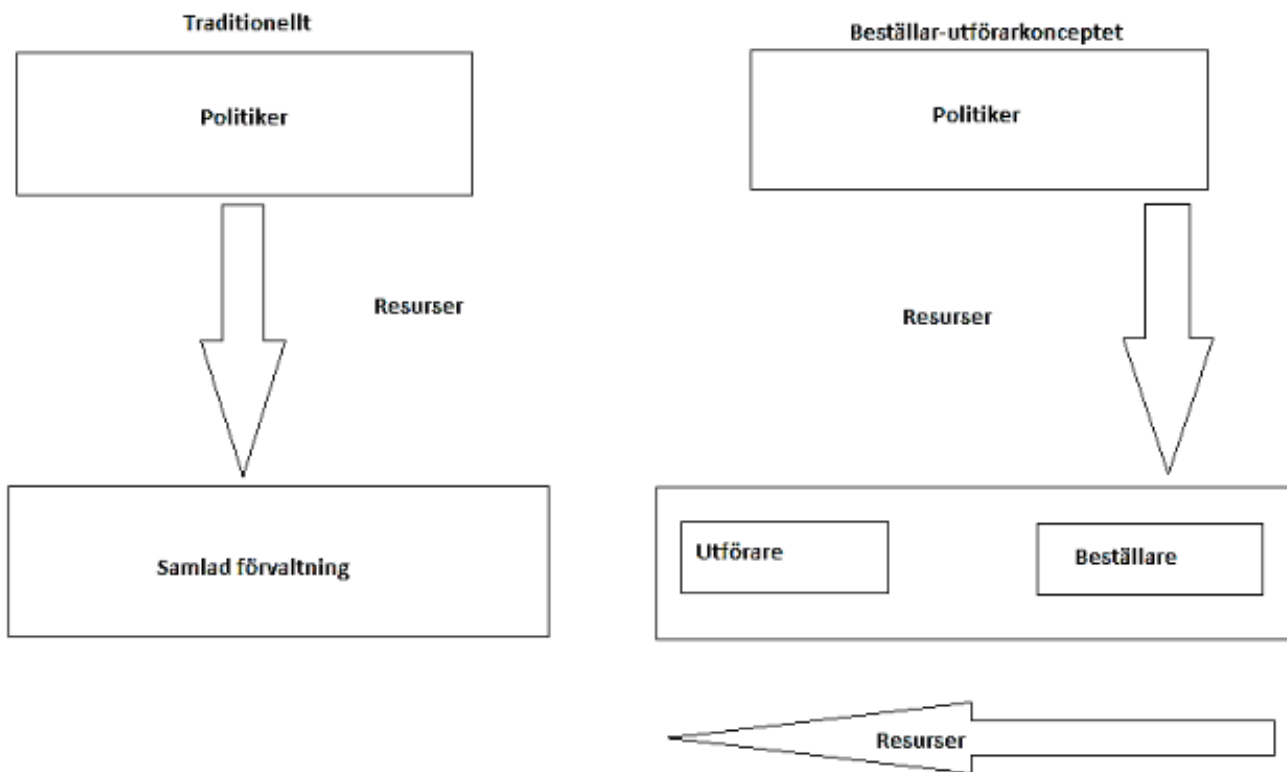 Traditionellt
Politiker
Resurser
Samlad förvaltning
Beställar-utförarkonceptet
Politiker
Resurser
Utförare
Beställare
Resurser